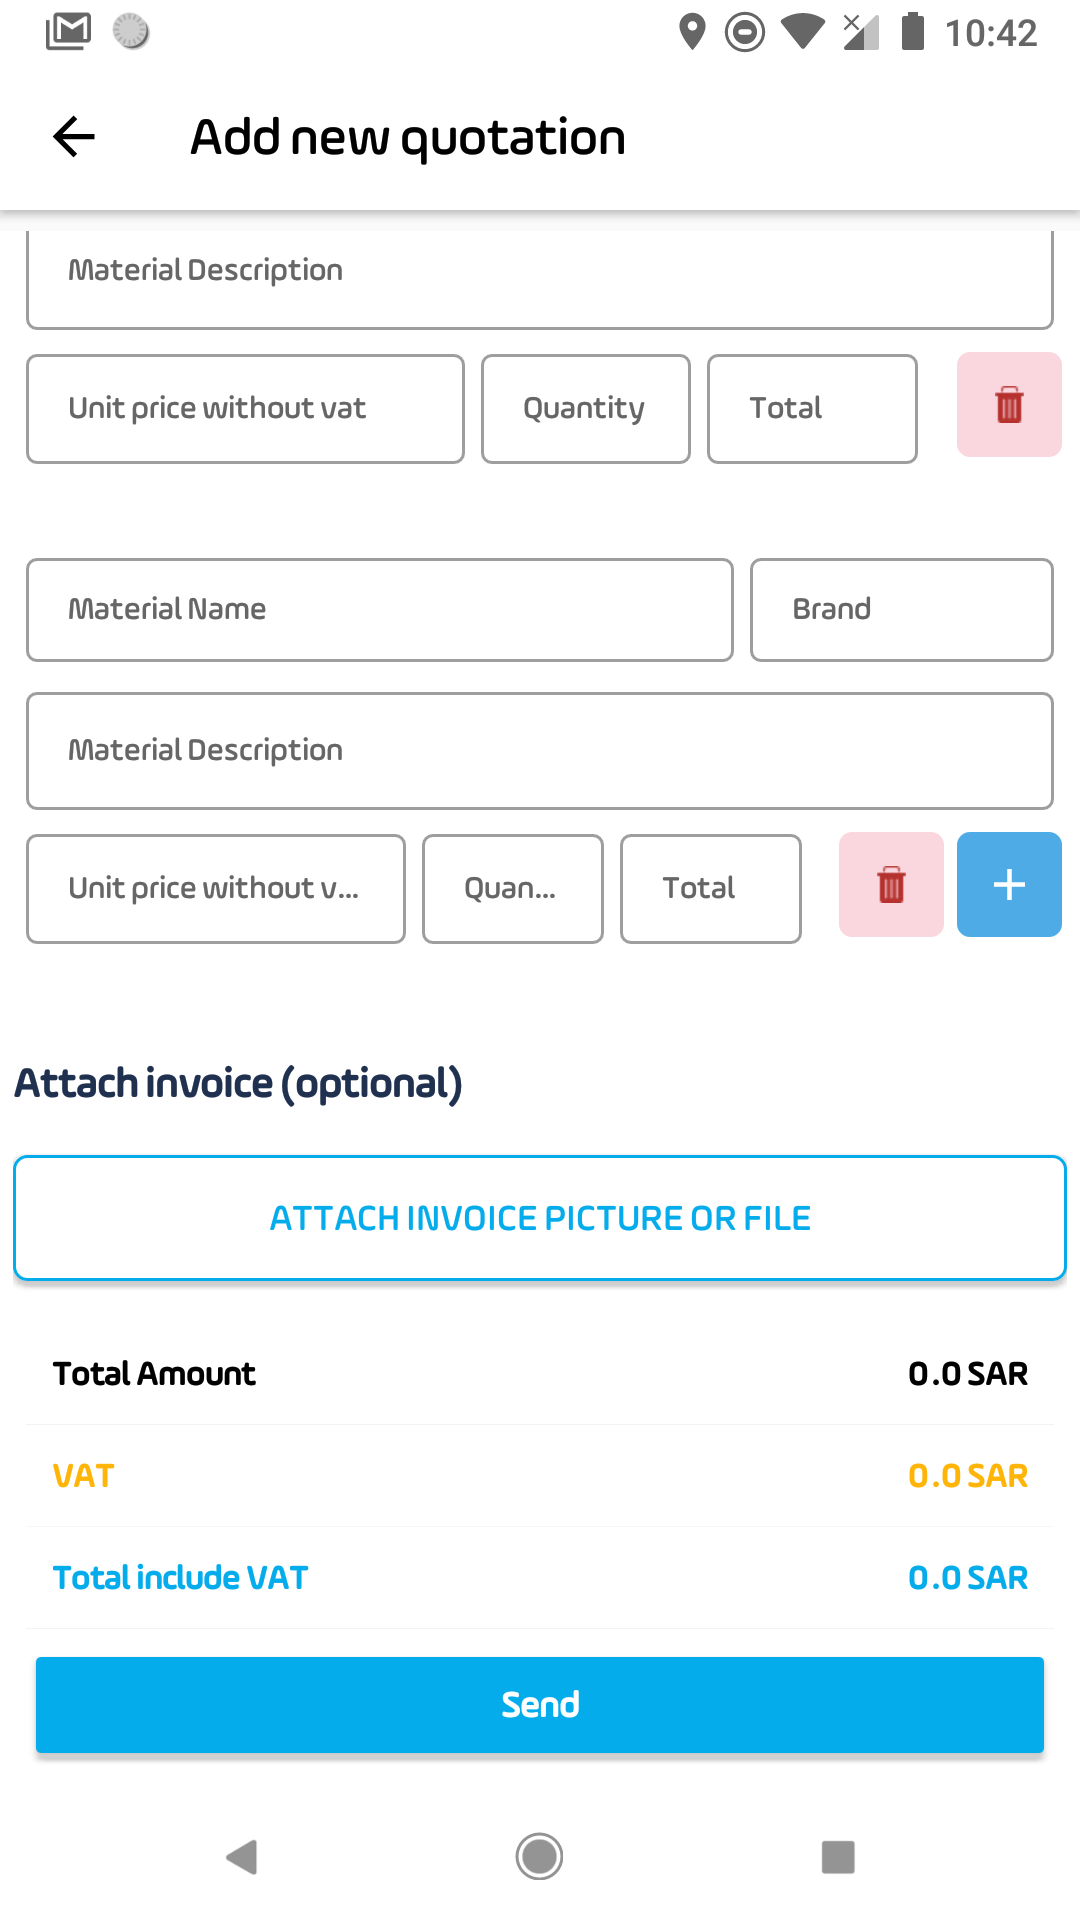 10:42
Add new quotation
Material Description
Unit price without vat Quantity Total
Material Name Brand
Material Description
Unit price without v... Quan... Total
Attach invoice (optional)
ATTACH INVOICE PICTURE OR FILE
Total Amount 0.0 SAR
VAT 0.0 SAR
Total include VAT 0.0 SAR
Send